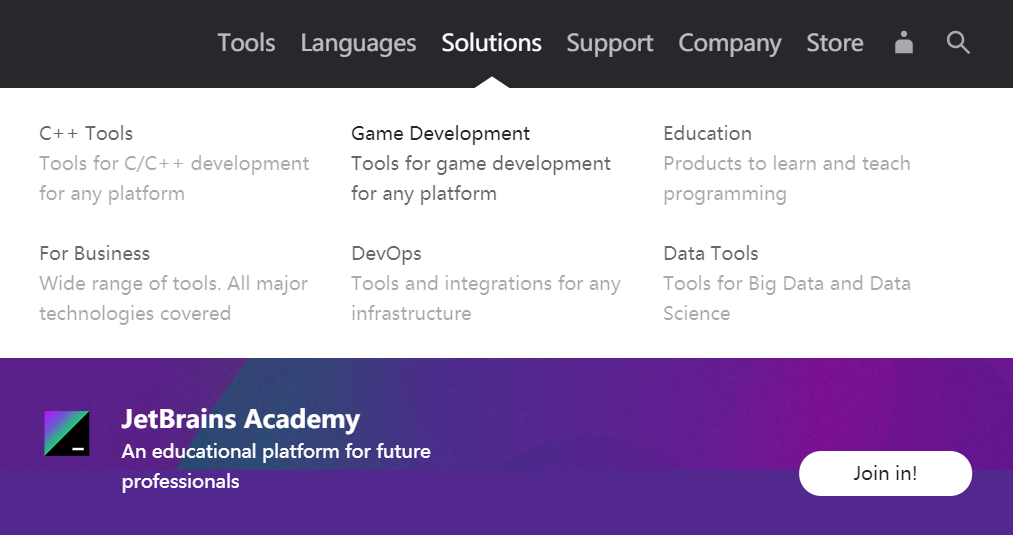 Tools Languages Solutions Support Company Store
C++ Tools
Tools for C/C++ development
for any platform
Game Development
Tools for game development
for any platform
Education
Products to learn and teach
programming
For Business
Wide range of tools. All major
technologies covered
DevOps
Tools and integrations for any
infrastructure
Data Tools
Tools for Big Data and Data
Science
JetBrains Academy
An educational platform for future
professionals
Join in!